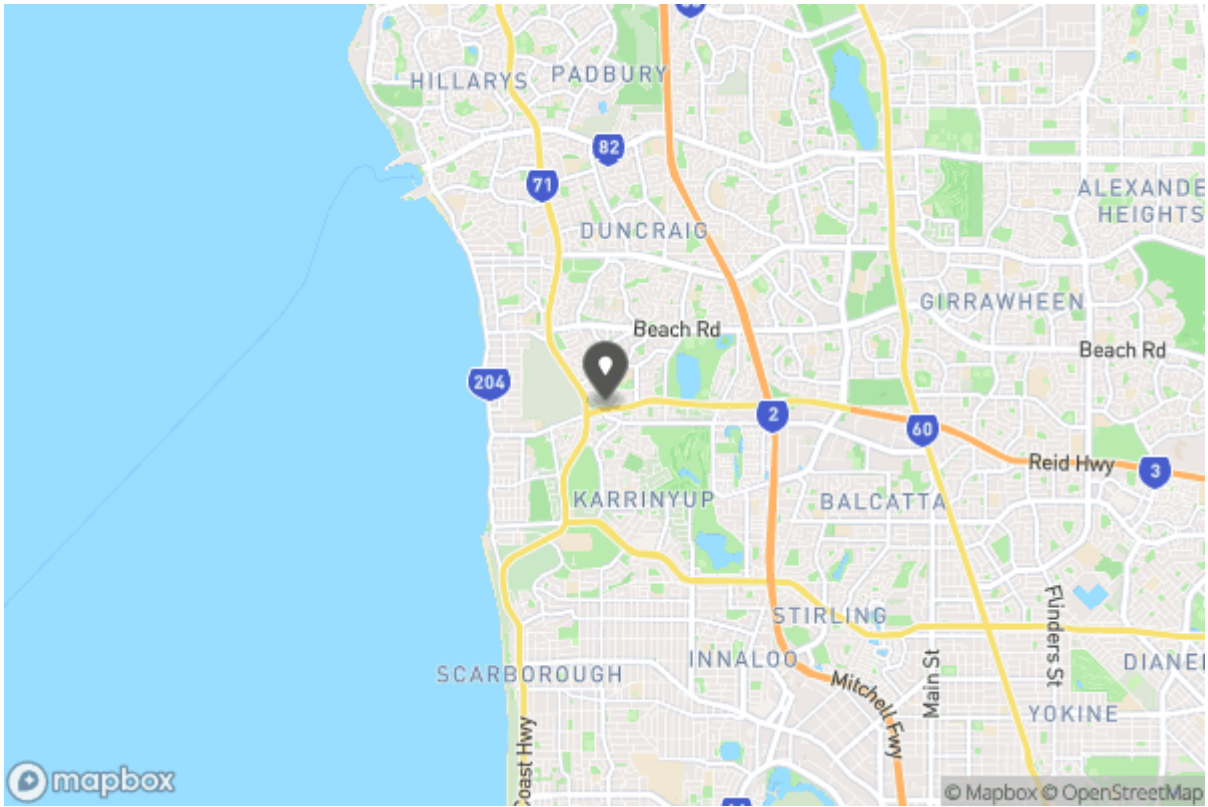 HILLARYS
PADBURY
82
71
ALEXANDE
HEIGHTS
DUNCRAIG
GIRRAWHEEN
Beach Rd
Beach Rd
204
2
60
Reid Hwy
3
KARRINYUP
BALCATTA
STIRLING
Flinders St
INNALOO
SCARBOROUGH
Main St
DIANEL
Mitchell Fwy
YOKINE
Coast Hwy
mapbox
© Mapbox © OpenStreetMap